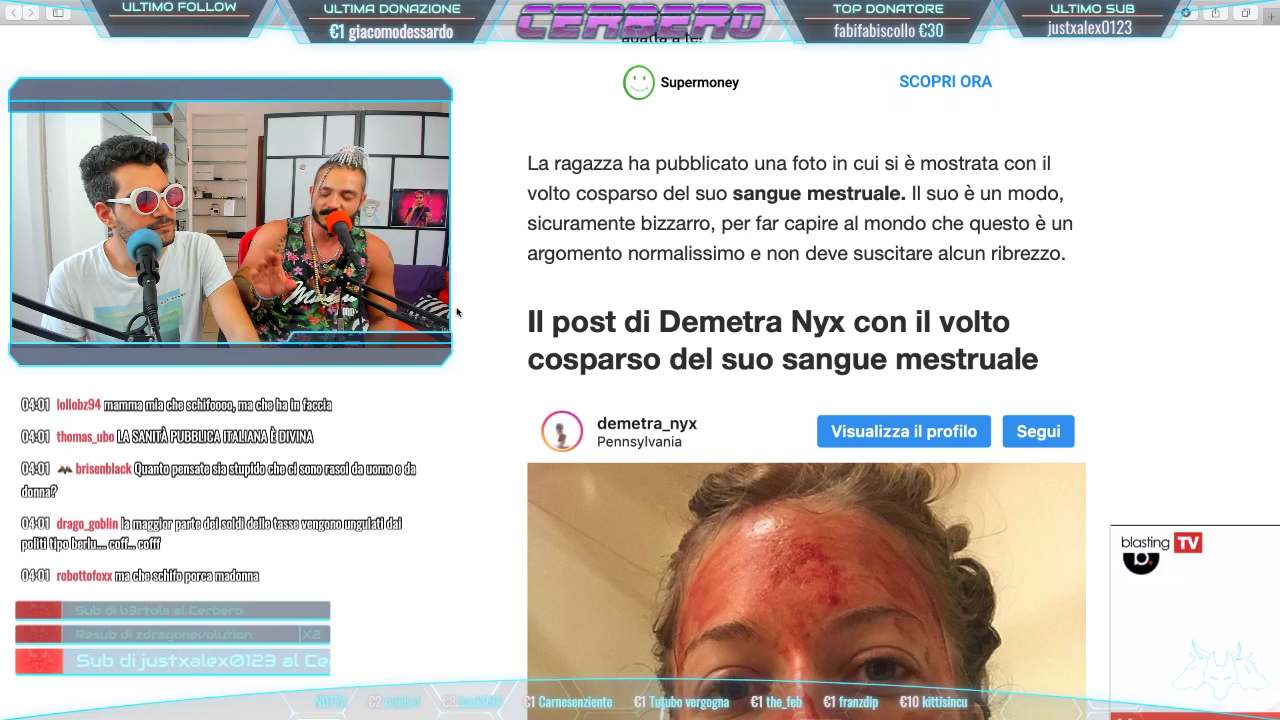 ULTIMO FOLLOW
ULTIMA DONAZIONE
€1 giacomodessardo
CERBERO
TOP DONATORE
fabifabiscollo €30
ULTIMO SUB
justxalex0123
adatta a te!
Supermoney
SCOPRI ORA
La ragazza ha pubblicato una foto in cui si è mostrata con il
volto cosparso del suo sangue mestruale. Il suo è un modo,
sicuramente bizzarro, per far capire al mondo che questo è un
argomento normalissimo e non deve suscitare alcun ribrezzo.
Il post di Demetra Nyx con il volto
cosparso del suo sangue mestruale
demetra_nyx
Pennsylvania
Visualizza il profilo
Segui
04:01 lollobz94 mamma mia che schifoooo, ma che ha in faccia
04:01 thomas_ubo LA SANITÀ PUBBLICA ITALIANA È DIVINA
04:01 brisenblack Quanto pensate sia stupido che ci sono rasoi da uomo e da
donna?
04:01 drago_goblin la maggior parte dei soldi delle tasse vengono ungulati dai
politi tipo berlu.... coff... cofff
04:01 robottofoxx ma che schifo porca madonna
Sub di b3rtols al Cerbero
Resub di zdragonevolution X2
Sub di justxalex0123 al Ce
blasting TV
b.
€1 Carnesenziente
€1 Tutubo vergogna
€1 the_feb
€1 franzdip
€10 kittisincu